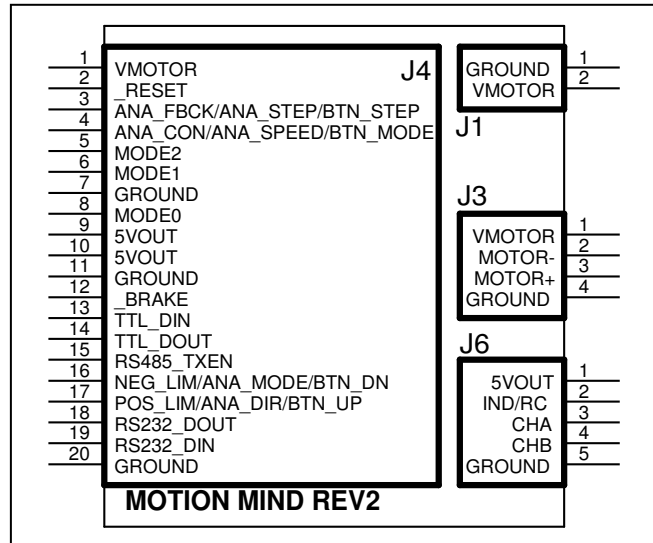 J4
1 VMOTOR
2 _RESET
3 ANA_FBCK/ANA_STEP/BTN_STEP
4 ANA_CON/ANA_SPEED/BTN_MODE
5 MODE2
6 MODE1
7 GROUND
8 MODE0
9 5VOUT
10 5VOUT
11 GROUND
12 _BRAKE
13 TTL_DIN
14 TTL_DOUT
15 RS485_TXEN
16 NEG_LIM/ANA_MODE/BTN_DN
17 POS_LIM/ANA_DIR/BTN_UP
18 RS232_DOUT
19 RS232_DIN
20 GROUND
MOTION MIND REV2
GROUND 1
VMOTOR 2
J1
J3
VMOTOR 1
MOTOR- 2
MOTOR+ 3
GROUND 4
J6
5VOUT 1
IND/RC 2
CHA 3
CHB 4
GROUND 5